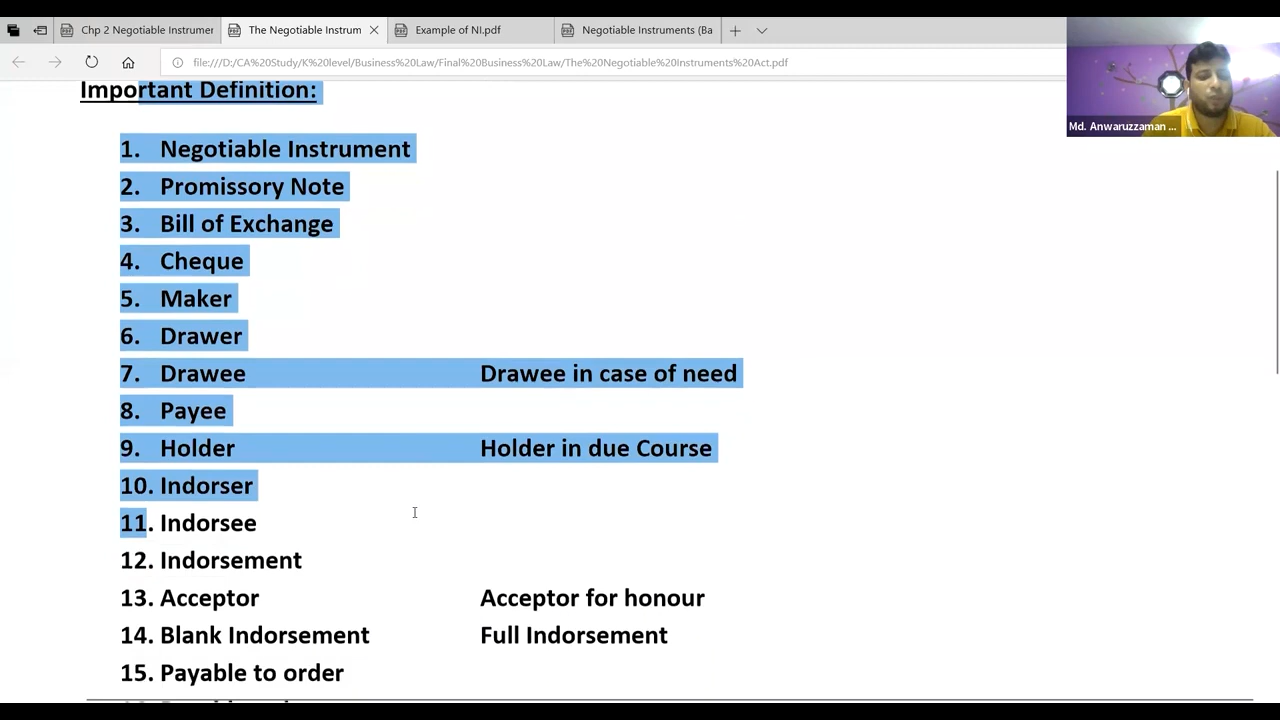 Chp 2 Negotiable Instrumer
The Negotiable Instrum
Example of NI.pdf
Negotiable Instruments (Ba
file:///D:/CA%20Study/K%20level/Business%20Law/Final%20Business%20Law/The%20Negotiable%20Instruments%20Act.pdf
Md. Anwaruzzaman ...
Important Definition:
1. Negotiable Instrument
2. Promissory Note
3. Bill of Exchange
4. Cheque
5. Maker
6. Drawer
7. Drawee Drawee in case of need
8. Payee
9. Holder Holder in due Course
10. Indorser
11. Indorsee
12. Indorsement
13. Acceptor Acceptor for honour
14. Blank Indorsement Full Indorsement
15. Payable to order